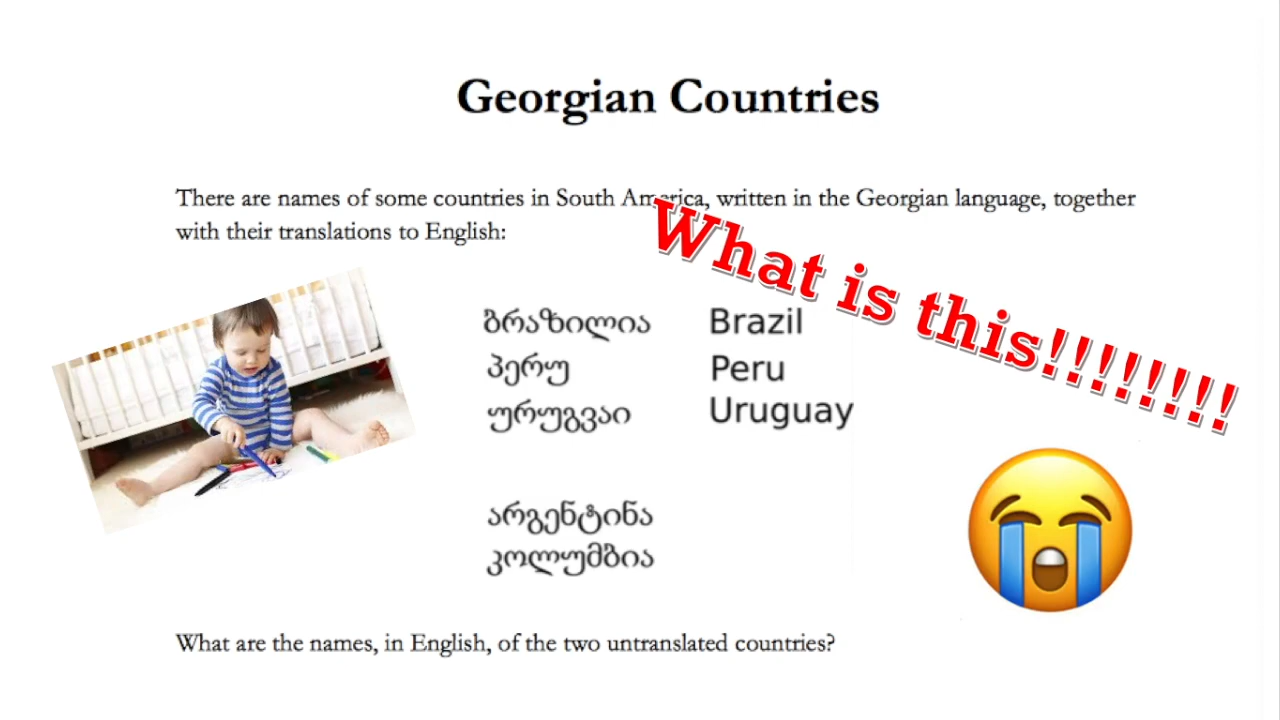 Georgian Countries
There are names of some countries in South America, written in the Georgian language, together
with their translations to English:
What is this!!!!!!!!
ბრაზილია Brazil
პერუ Peru
ურუგვაი Uruguay
არგენტინა
კოლუმბია
What are the names, in English, of the two untranslated countries?